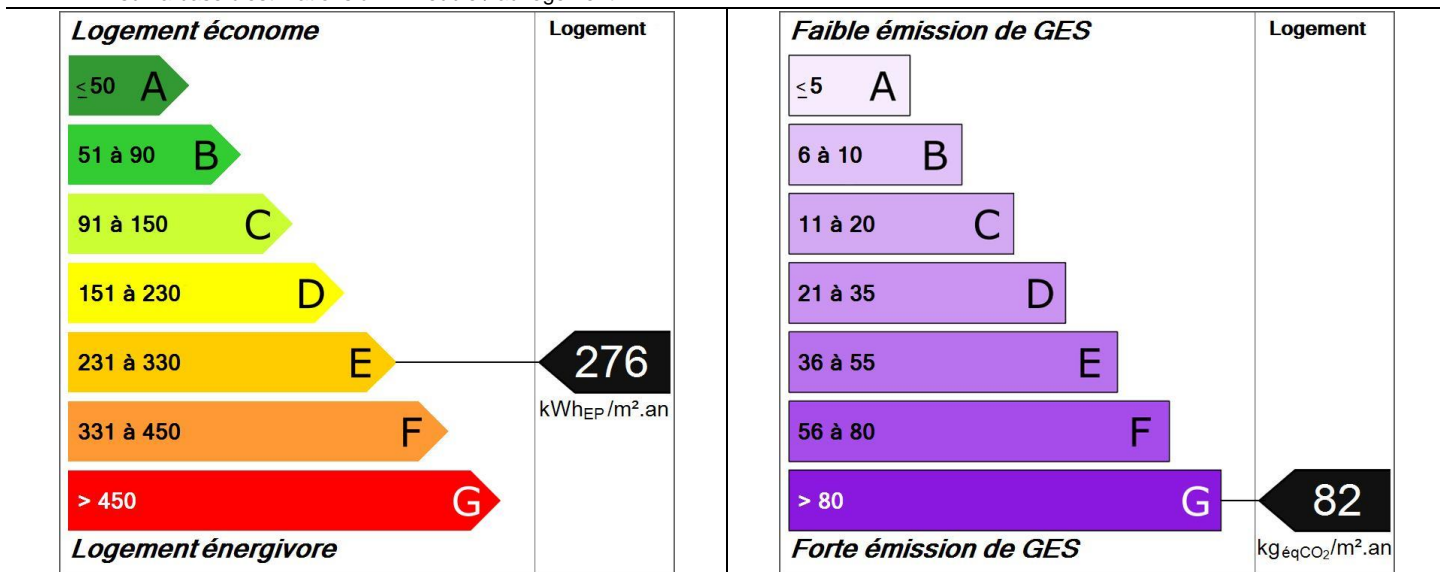 Logement économe Logement
≤50 A
51 à 90 B
91 à 150 C
151 à 230 D
231 à 330 E 276
kWhEP/m².an
331 à 450 F
> 450 G
Logement énergivore
Faible émission de GES Logement
≤5 A
6 à 10 B
11 à 20 C
21 à 35 D
36 à 55 E
56 à 80 F
> 80 G 82
Forte émission de GES kgéqCO₂/m².an